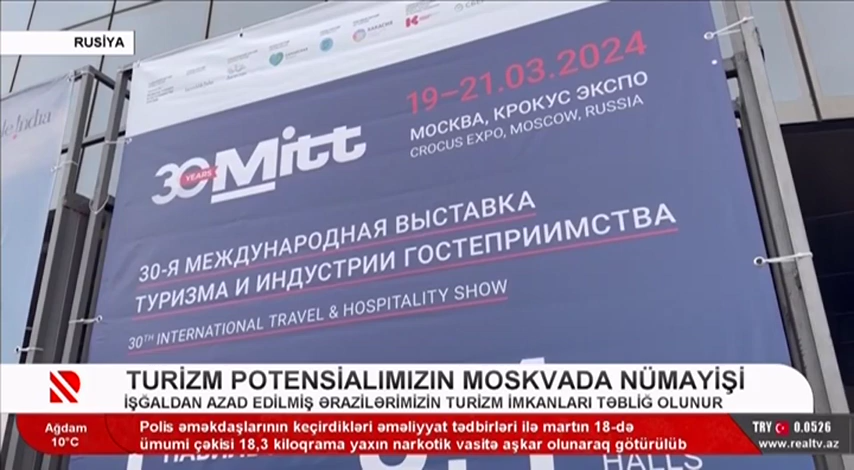 RUSİYA
19–21.03.2024
МОСКВА, КРОКУС ЭКСПО
CROCUS EXPO, MOSCOW, RUSSIA
30 YEARS
Mitt
30-Я МЕЖДУНАРОДНАЯ ВЫСТАВКА
ТУРИЗМА И ИНДУСТРИИ ГОСТЕПРИИМСТВА
30TH INTERNATIONAL TRAVEL & HOSPITALITY SHOW
TURİZM POTENSİALIMIZIN MOSKVADA NÜMAYİŞİ
İŞĞALDAN AZAD EDİLMİŞ ƏRAZİLƏRİMİZİN TURİZM İMKANLARI TƏBLİĞ OLUNUR
Ağdam
10°C
Polis əməkdaşlarının keçirdikləri əməliyyat tədbirləri ilə martın 18-də
ümumi çəkisi 18,3 kiloqrama yaxın narkotik vasitə aşkar olunaraq götürülüb
TRY 0.0526
www.realtv.az
HALLS